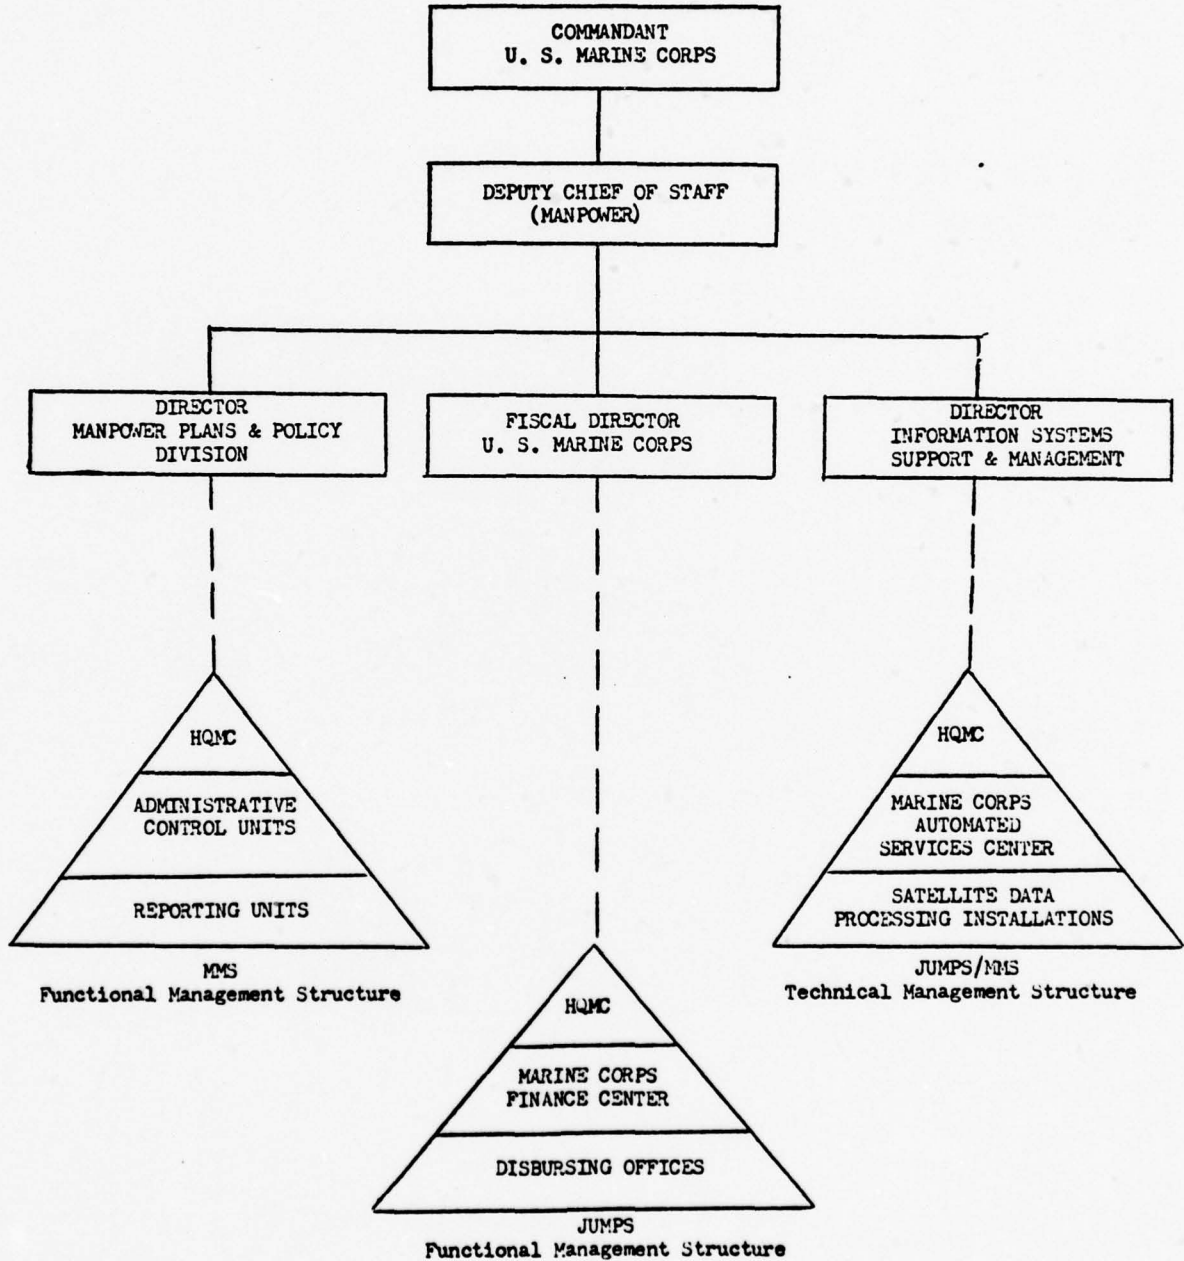 COMMANDANT
U. S. MARINE CORPS
DEPUTY CHIEF OF STAFF
(MANPOWER)
DIRECTOR
MANPOWER PLANS & POLICY
DIVISION
FISCAL DIRECTOR
U. S. MARINE CORPS
DIRECTOR
INFORMATION SYSTEMS
SUPPORT & MANAGEMENT
HQMC
ADMINISTRATIVE
CONTROL UNITS
REPORTING UNITS
MMS
Functional Management Structure
HQMC
MARINE CORPS
FINANCE CENTER
DISBURSING OFFICES
JUMPS
Functional Management Structure
HQMC
MARINE CORPS
AUTOMATED
SERVICES CENTER
SATELLITE DATA
PROCESSING INSTALLATIONS
JUMPS/MMS
Technical Management Structure